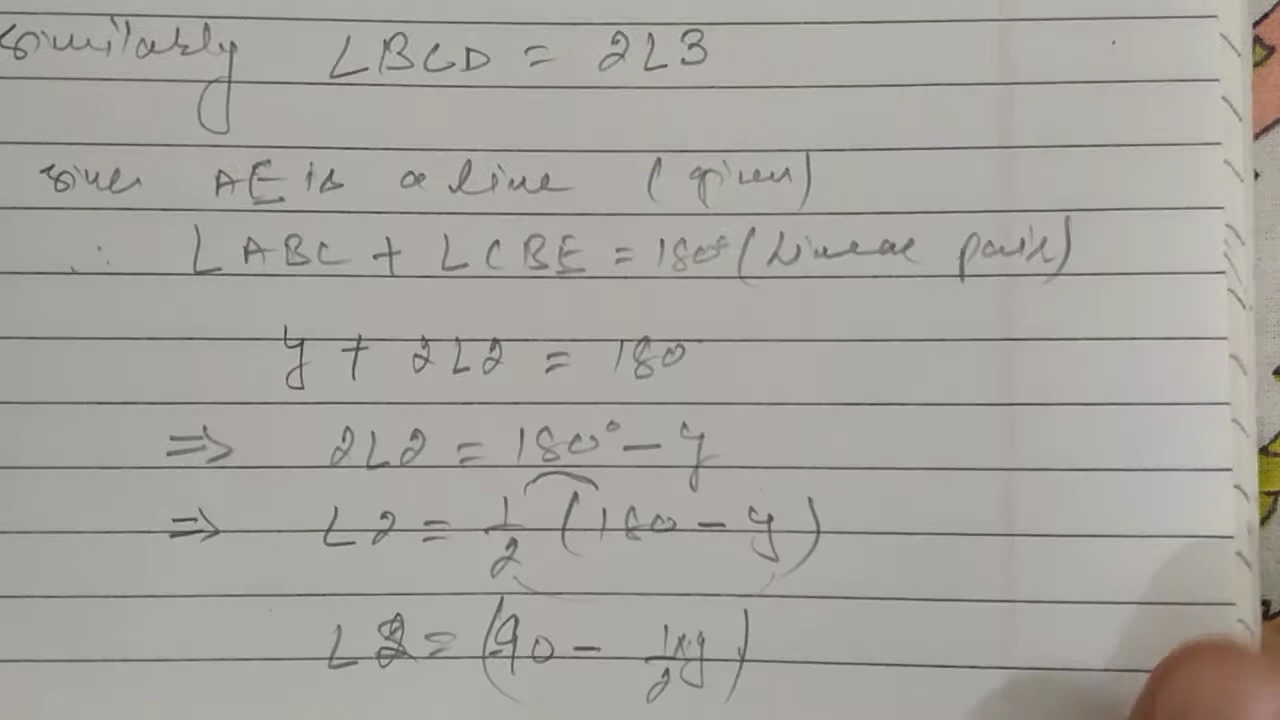 Similarly ∠BCD = 2∠3
Since AE is a line (given)
∴ ∠ABC + ∠CBE = 180° (Linear pair)
y + 2∠2 = 180
⇒ 2∠2 = 180° - y
⇒ ∠2 = 1/2 (180 - y)
∠2 = (90 - 1/2 × y)